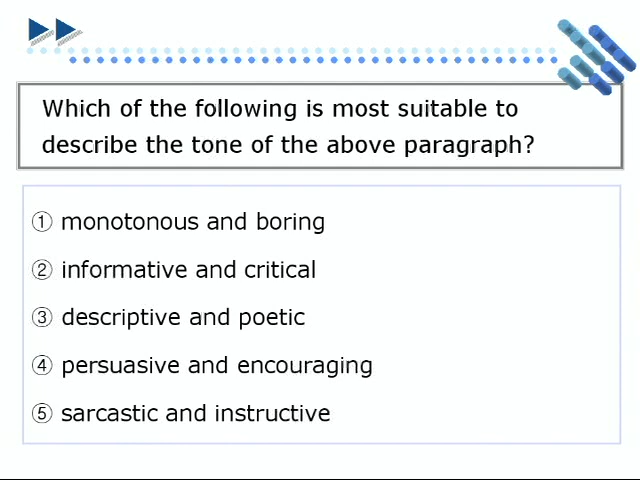 Which of the following is most suitable to
describe the tone of the above paragraph?
① monotonous and boring
② informative and critical
③ descriptive and poetic
④ persuasive and encouraging
⑤ sarcastic and instructive